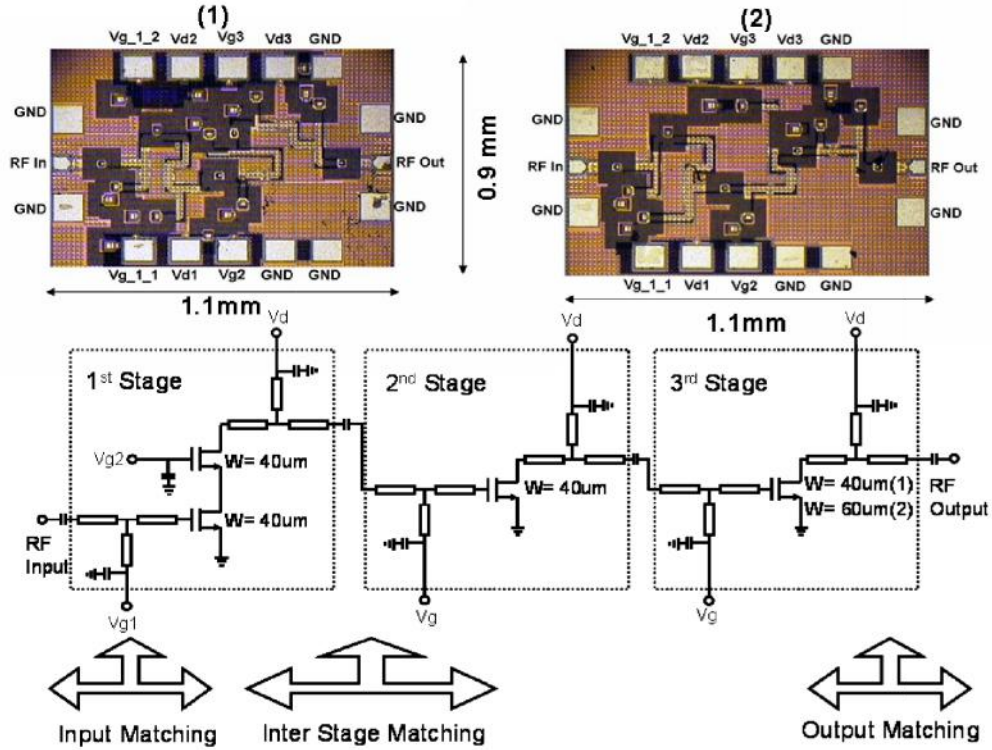 (1)
Vg_1_2 Vd2 Vg3 Vd3 GND
GND
GND
RF In
RF Out
GND
GND
Vg_1_1 Vd1 Vg2 GND GND
1.1mm
0.9 mm
(2)
Vg_1_2 Vd2 Vg3 Vd3 GND
GND
GND
RF In
RF Out
GND
GND
Vg_1_1 Vd1 Vg2 GND GND
1.1mm
Vd
1st Stage
Vg2
W= 40um
W= 40um
RF
Input
Vg1
Vd
2nd Stage
W= 40um
Vg
Vd
3rd Stage
W= 40um(1)
W= 60um(2)
RF
Output
Vg
Input Matching
Inter Stage Matching
Output Matching